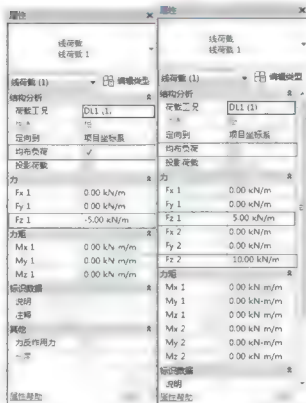 属性
线荷载
线荷载 1
线荷载 (1)
编辑类型
结构分析
荷载工况
DL1 (1)
定向到
项目坐标系
均布负荷
投影荷载
力
Fx 1
0.00 kN/m
Fy 1
0.00 kN/m
Fz 1
-5.00 kN/m
力矩
Mx 1
0.00 kN-m/m
My 1
0.00 kN-m/m
Mz 1
0.00 kN-m/m
标识数据
说明
注释
其他
力反作用力
属性帮助
属性
线荷载
线荷载 1
线荷载 (1)
编辑类型
结构分析
荷载工况
DL1 (1)
定向到
项目坐标系
均布负荷
投影荷载
力
Fx 1
0.00 kN/m
Fy 1
0.00 kN/m
Fz 1
5.00 kN/m
Fx 2
0.00 kN/m
Fy 2
0.00 kN/m
Fz 2
10.00 kN/m
力矩
Mx 1
0.00 kN-m/m
My 1
0.00 kN-m/m
Mz 1
0.00 kN-m/m
Mx 2
0.00 kN-m/m
My 2
0.00 kN-m/m
Mz 2
0.00 kN-m/m
标识数据
说明
属性帮助